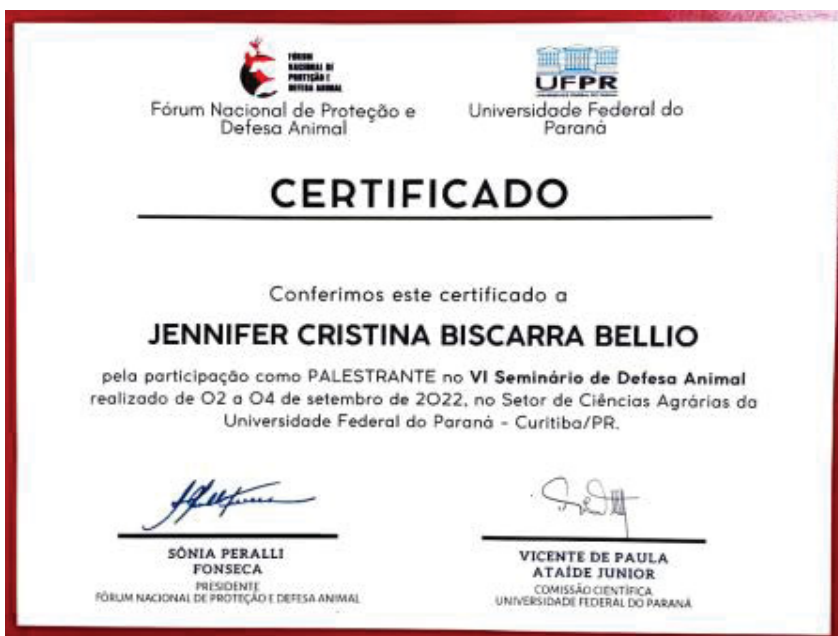 FÓRUM
NACIONAL DE
PROTEÇÃO E
DEFESA ANIMAL
Fórum Nacional de Proteção e
Defesa Animal
UFPR
UNIVERSIDADE FEDERAL DO PARANÁ
Universidade Federal do
Paraná
CERTIFICADO
Conferimos este certificado a
JENNIFER CRISTINA BISCARRA BELLIO
pela participação como PALESTRANTE no VI Seminário de Defesa Animal
realizado de 02 a 04 de setembro de 2022, no Setor de Ciências Agrárias da
Universidade Federal do Paraná - Curitiba/PR.
SÔNIA PERALLI
FONSECA
PRESIDENTE
FÓRUM NACIONAL DE PROTEÇÃO E DEFESA ANIMAL
VICENTE DE PAULA
ATAÍDE JUNIOR
COMISSÃO CIENTÍFICA
UNIVERSIDADE FEDERAL DO PARANÁ